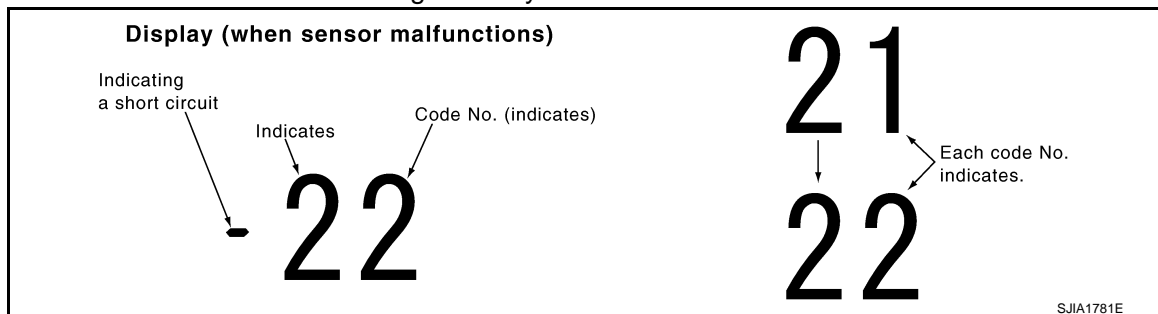 Display (when sensor malfunctions)
Indicating
a short circuit
Indicates
Code No. (indicates)
- 22
21
Each code No.
indicates.
22
SJIA1781E